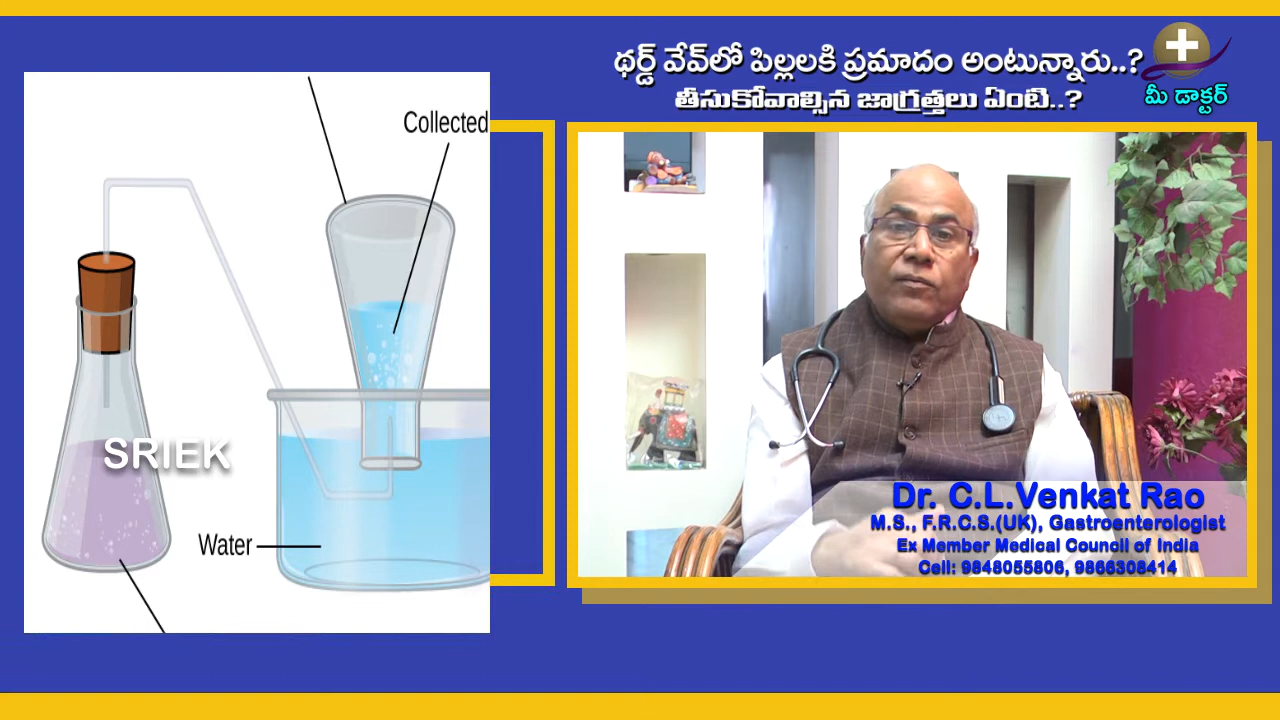 థర్డ్ వేవ్‌లో పిల్లలకి ప్రమాదం అంటున్నారు..?
తీసుకోవాల్సిన జాగ్రత్తలు ఏంటి..?
మీ డాక్టర్
Collected
SRIEK
Water
Dr. C.L.Venkat Rao
M.S., F.R.C.S.(UK), Gastroenterologist
Ex Member Medical Council of India
Cell: 9848055806, 9866308414